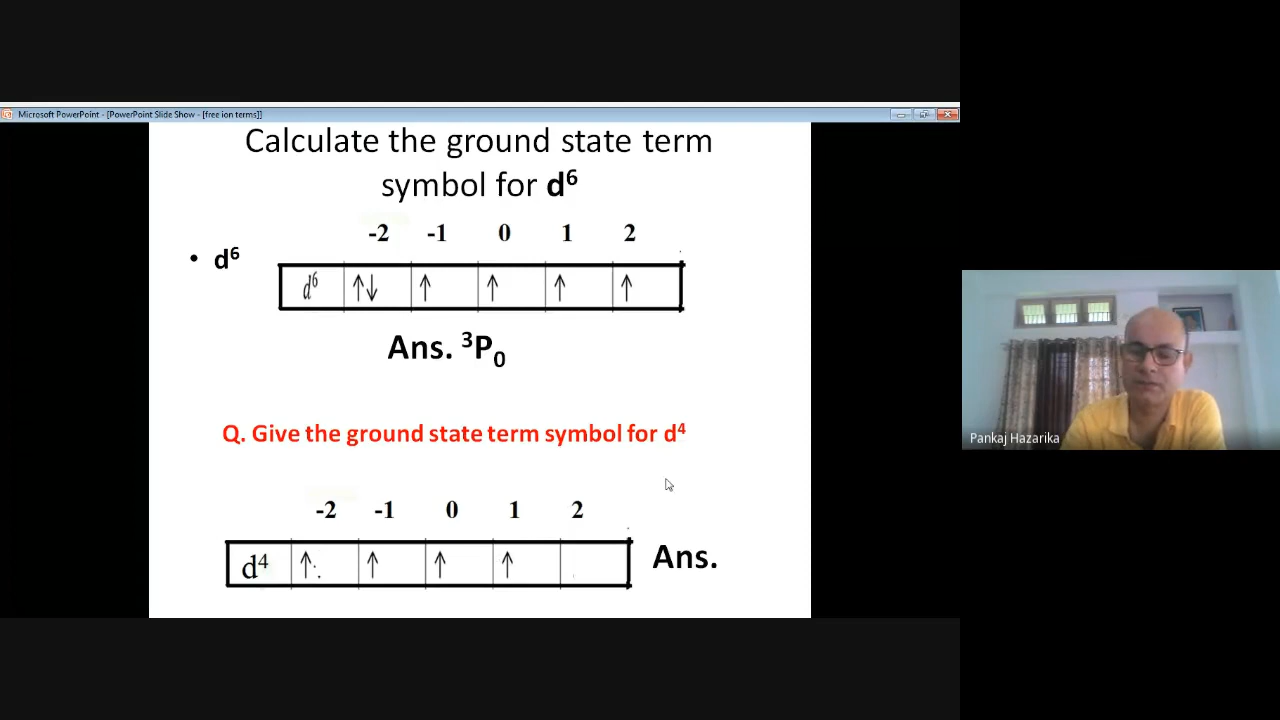 Microsoft PowerPoint - [PowerPoint Slide Show - [free ion terms]]
Calculate the ground state term
symbol for d⁶
-2 -1 0 1 2
• d⁶
d⁶ ↑↓ ↑ ↑ ↑ ↑
Ans. ³P₀
Q. Give the ground state term symbol for d⁴
-2 -1 0 1 2
d⁴ ↑ ↑ ↑ ↑
Ans.
Pankaj Hazarika